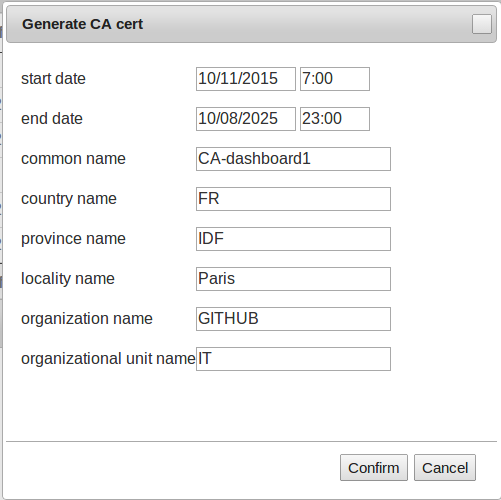 Generate CA cert
start date 10/11/2015 7:00
end date 10/08/2025 23:00
common name CA-dashboard1
country name FR
province name IDF
locality name Paris
organization name GITHUB
organizational unit name IT
Confirm Cancel